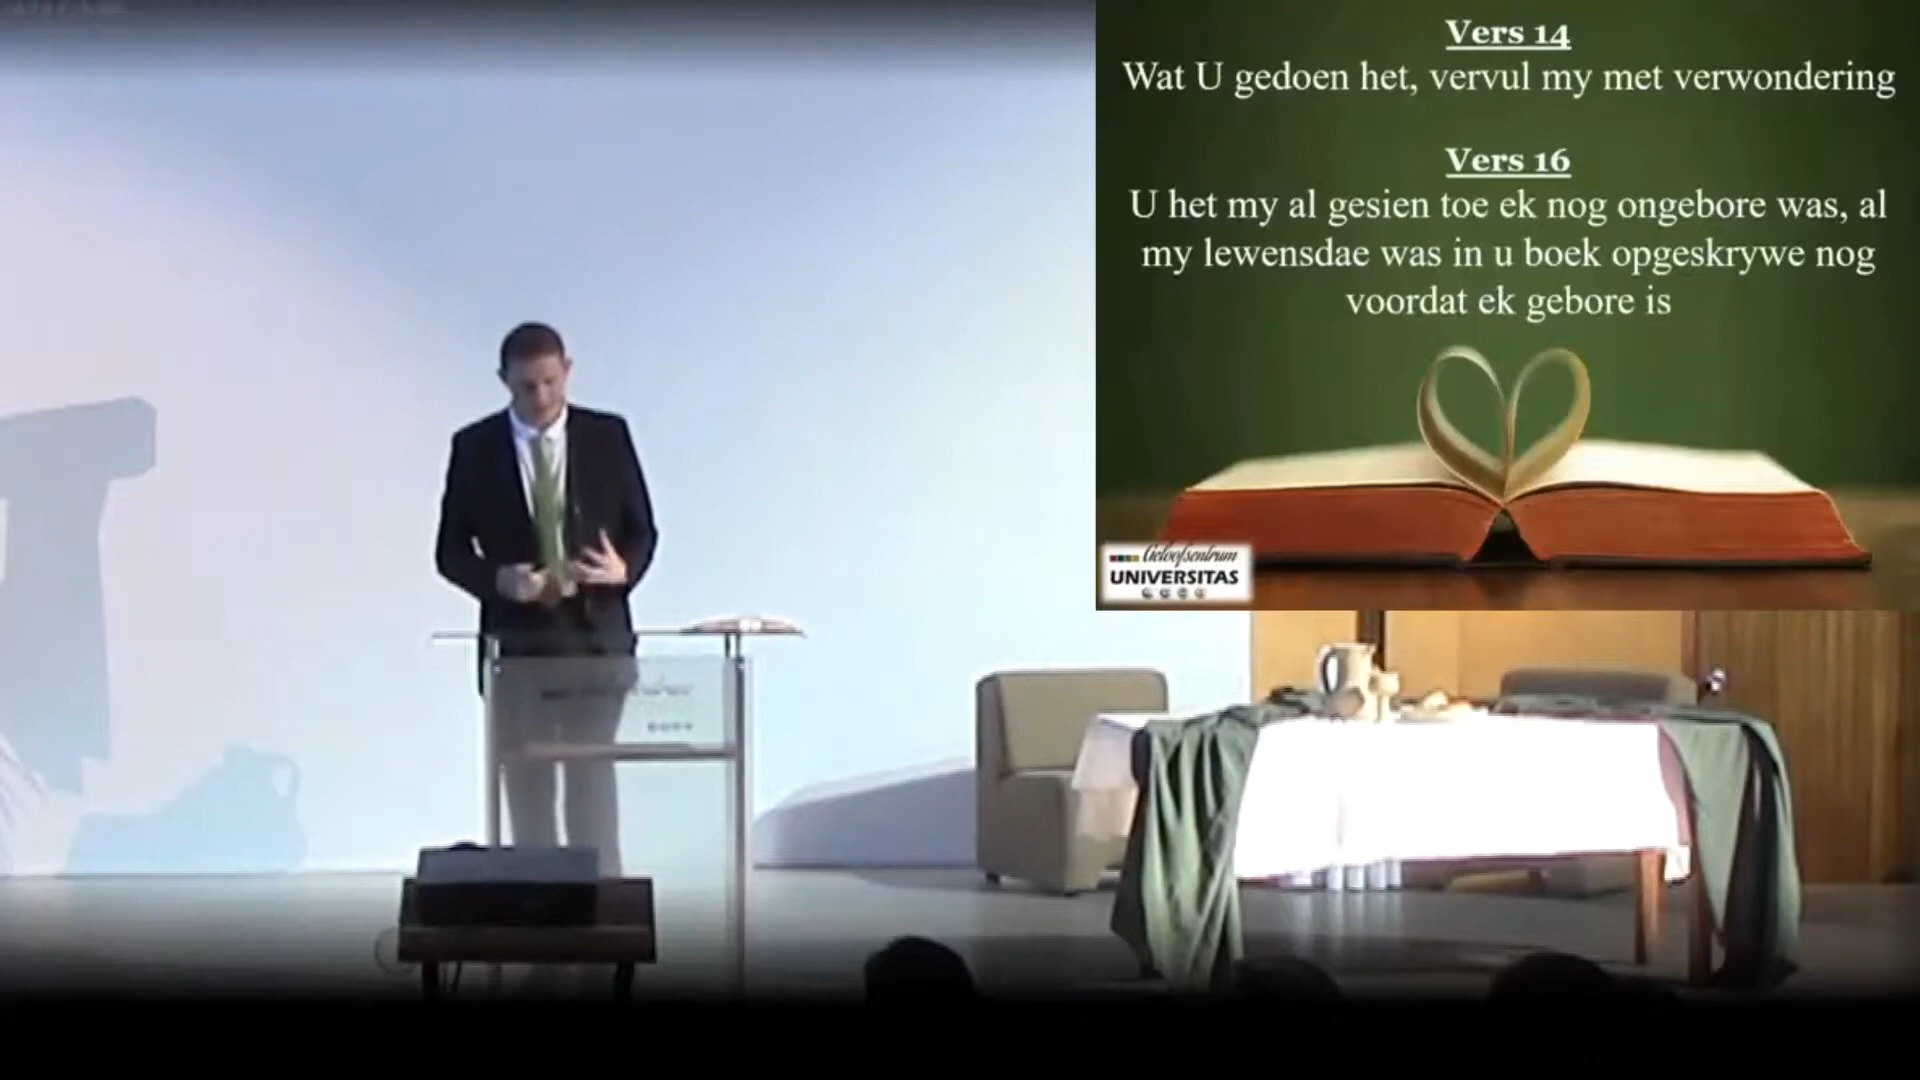 Vers 14
Wat U gedoen het, vervul my met verwondering
Vers 16
U het my al gesien toe ek nog ongebore was, al
my lewensdae was in u boek opgeskrywe nog
voordat ek gebore is
Geloofsentrum
UNIVERSITAS